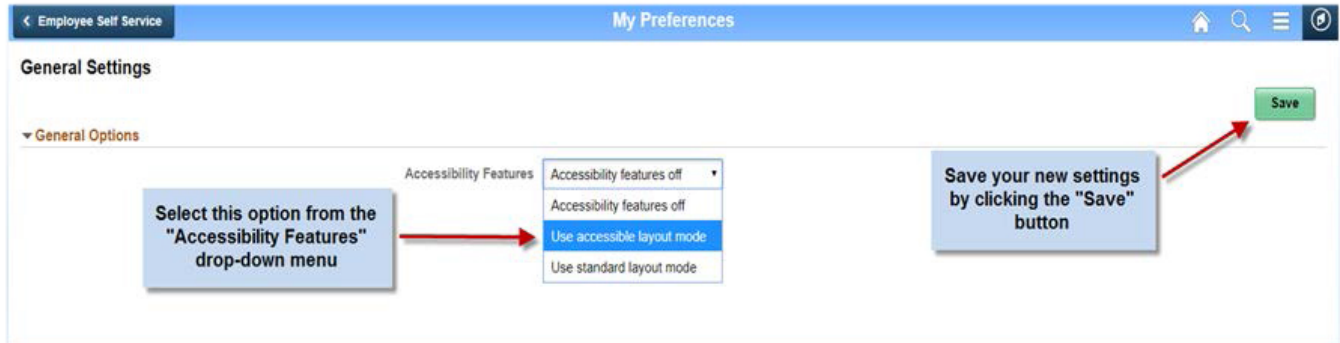 Employee Self Service
My Preferences
General Settings
Save
General Options
Accessibility Features
Accessibility features off
Accessibility features off
Use accessible layout mode
Use standard layout mode
Select this option from the
"Accessibility Features"
drop-down menu
Save your new settings
by clicking the "Save"
button